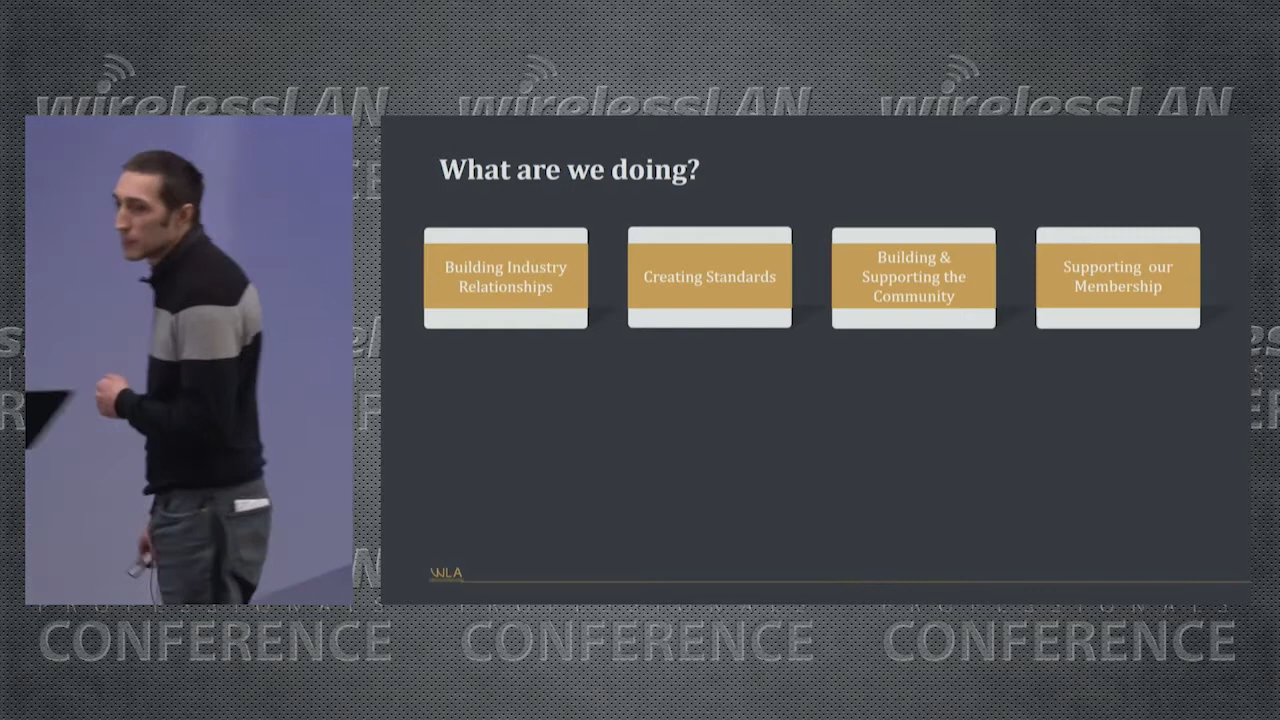 wirelessLAN wirelessLAN wirelessLAN
What are we doing?
Building Industry
Relationships
Creating Standards
Building &
Supporting the
Community
Supporting our
Membership
WLA
CONFERENCE CONFERENCE CONFERENCE